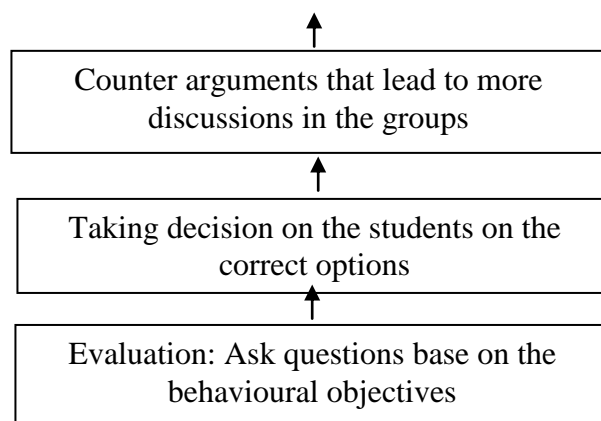 Counter arguments that lead to more
discussions in the groups
Taking decision on the students on the
correct options
Evaluation: Ask questions base on the
behavioural objectives